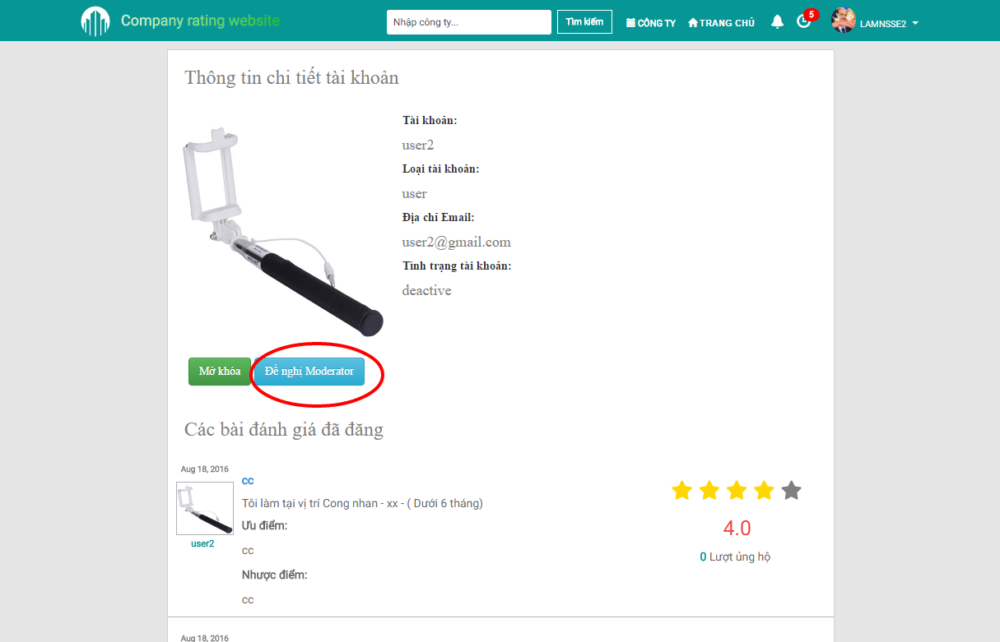 Company rating website
Nhập công ty...
Tìm kiếm
CÔNG TY
TRANG CHỦ
5
LAMNSSE2
Thông tin chi tiết tài khoản
Tài khoản:
user2
Loại tài khoản:
user
Địa chỉ Email:
user2@gmail.com
Tình trạng tài khoản:
deactive
Mở khóa
Đề nghị Moderator
Các bài đánh giá đã đăng
Aug 18, 2016
cc
Tôi làm tại vị trí Cong nhan - xx - ( Dưới 6 tháng)
Ưu điểm:
user2
cc
Nhược điểm:
cc
4.0
0 Lượt ủng hộ
Aug 18, 2016